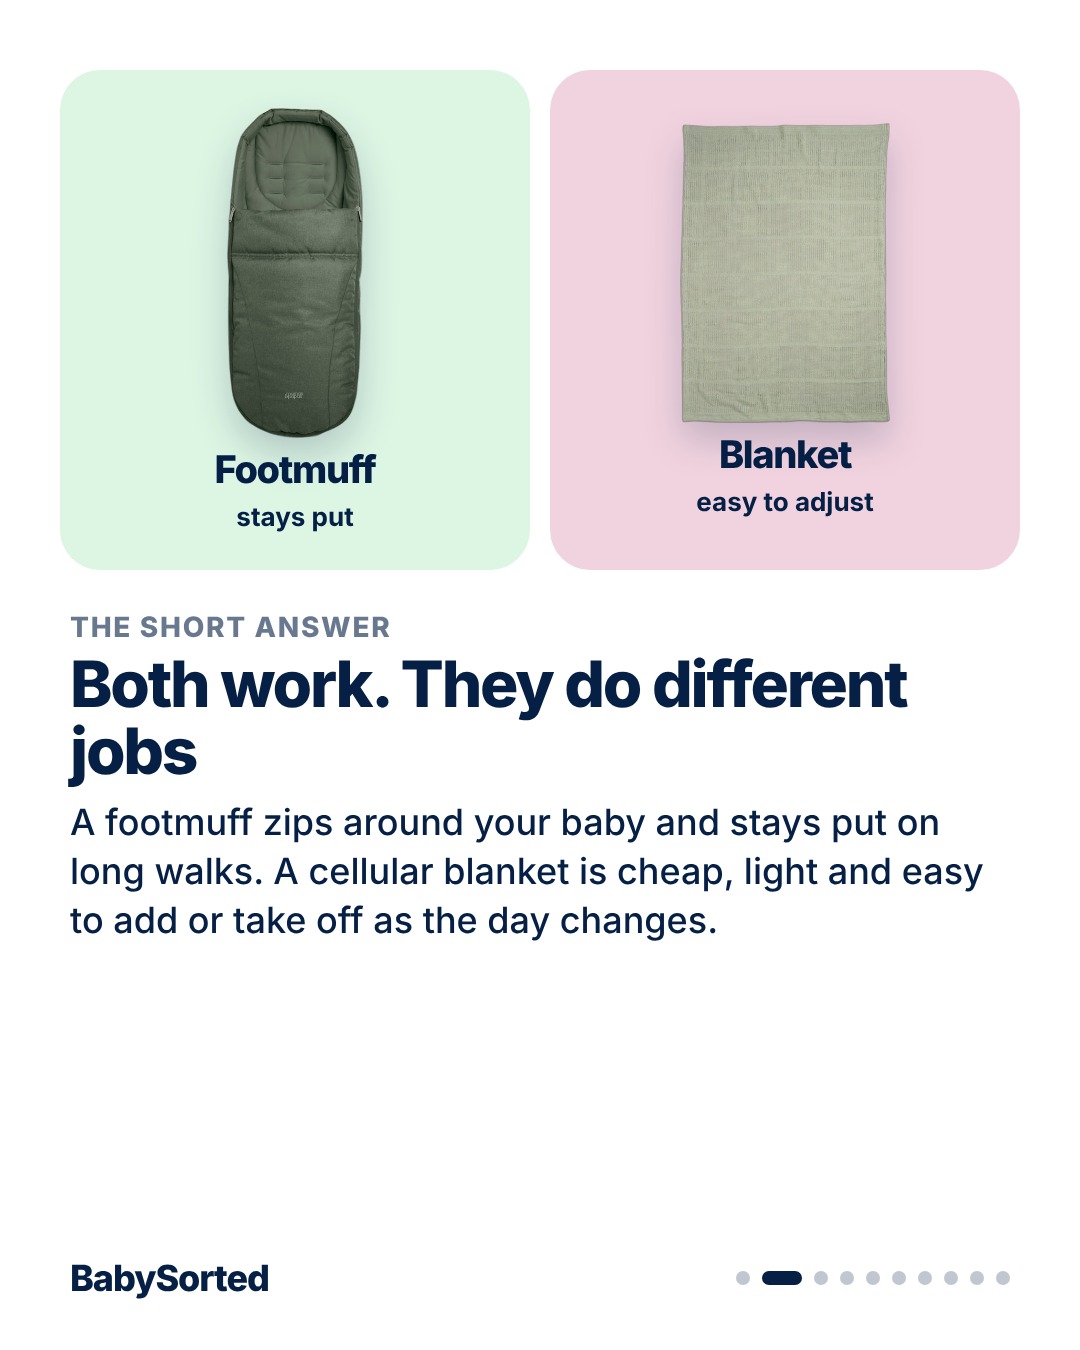 Footmuff
stays put
Blanket
easy to adjust
THE SHORT ANSWER
Both work. They do different
jobs
A footmuff zips around your baby and stays put on
long walks. A cellular blanket is cheap, light and easy
to add or take off as the day changes.
BabySorted